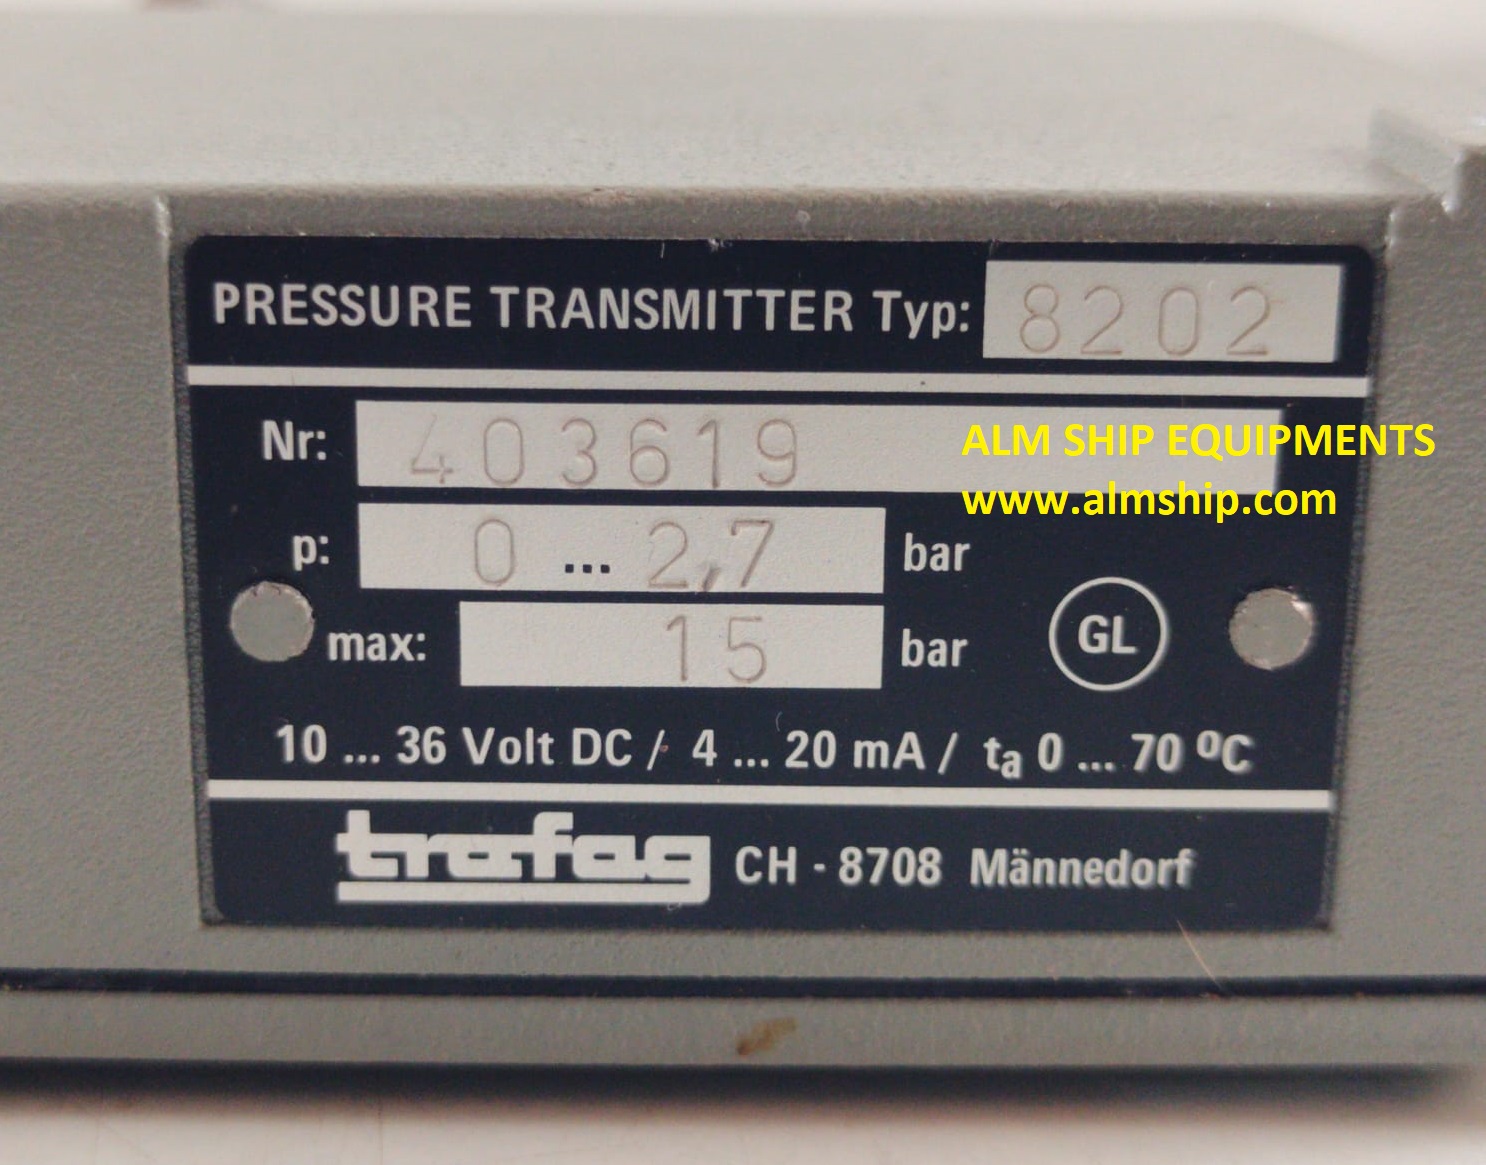 PRESSURE TRANSMITTER Typ: 8202
Nr: 403619
ALM SHIP EQUIPMENTS
www.almship.com
p: 0 ... 2,7 bar
max: 15 bar
GL
10 ... 36 Volt DC / 4 ... 20 mA / ta 0 ... 70 ºC
trafag CH - 8708 Männedorf